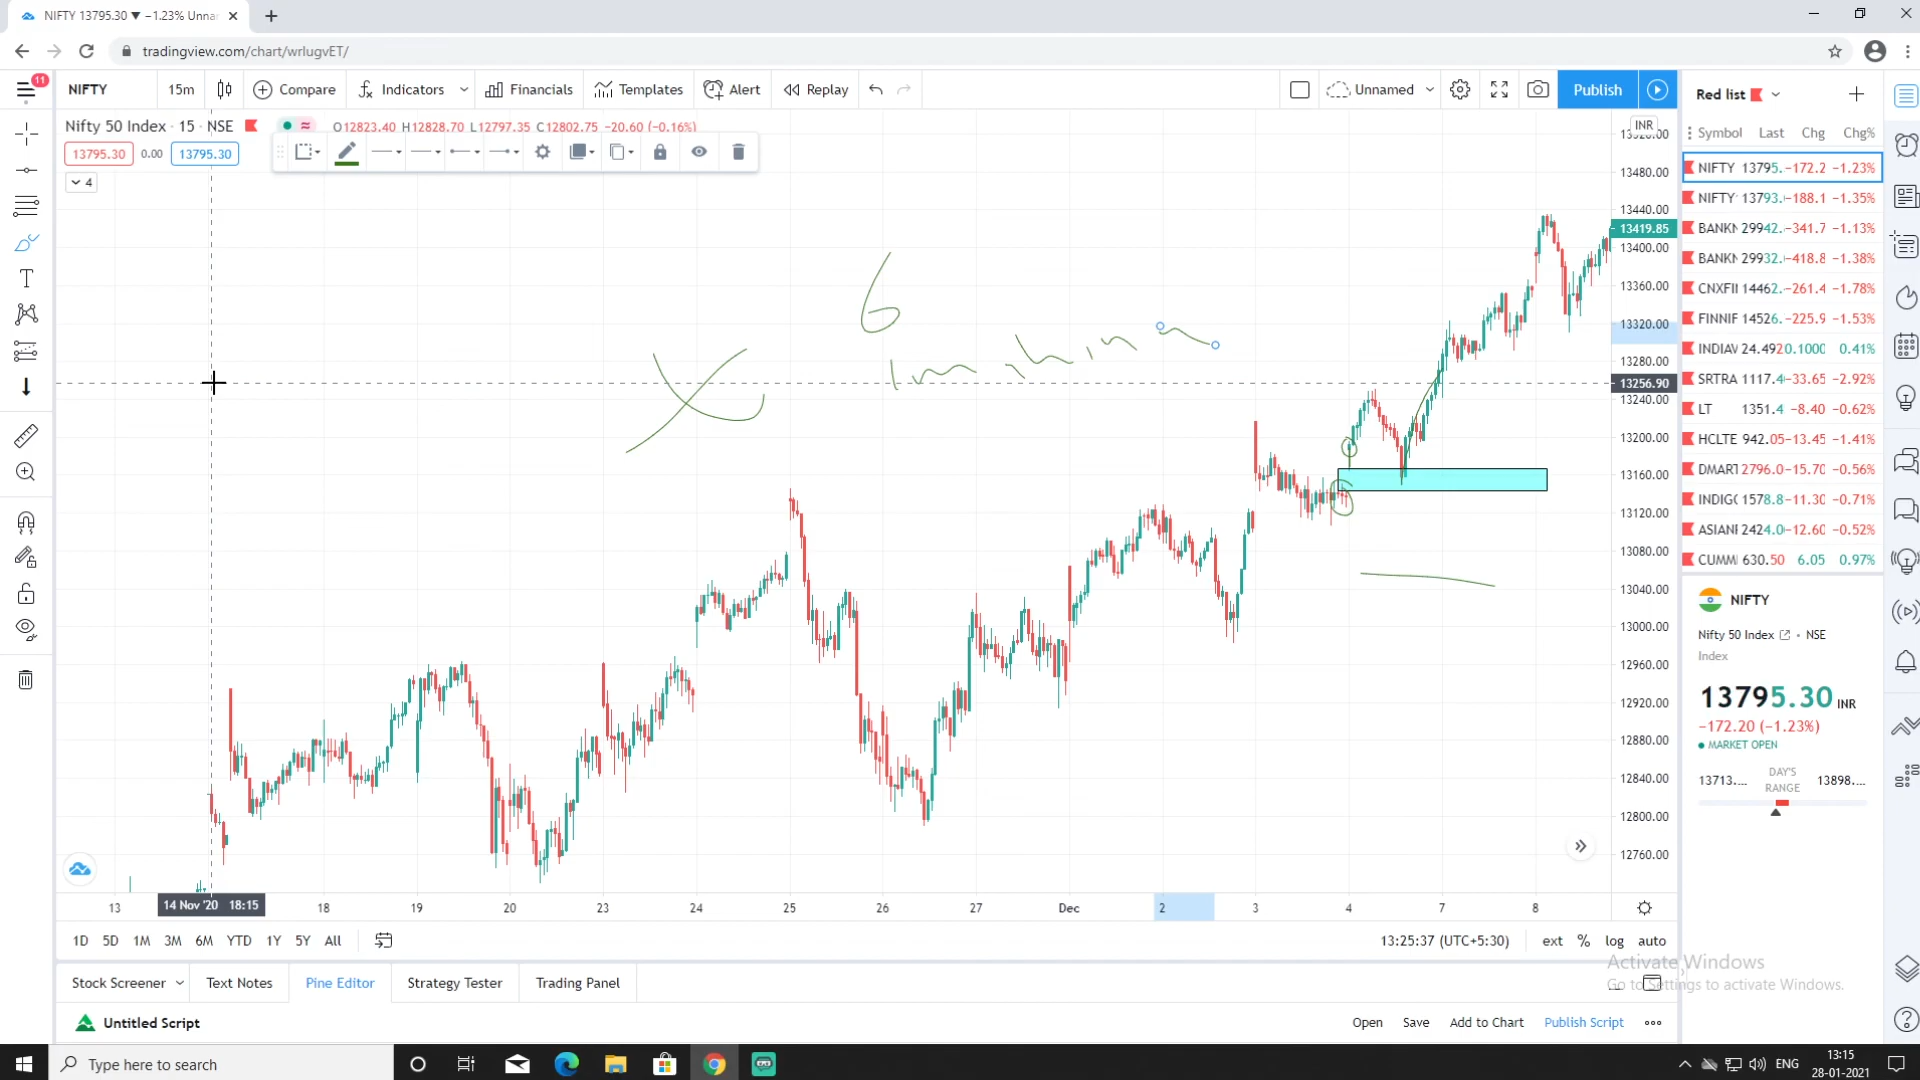 NIFTY 13795.30 ▼ −1.23% Unna
tradingview.com/chart/wrlugvET/
11
NIFTY 15m Compare Indicators Financials Templates Alert Replay Unnamed Publish
Nifty 50 Index · 15 · NSE O12823.40 H12828.70 L12797.35 C12802.75 −20.60 (−0.16%)
13795.30 0.00 13795.30
4
6
INR
13480.00
13440.00
13419.85
13400.00
13360.00
13320.00
13280.00
13256.90
13240.00
13200.00
13160.00
13120.00
13080.00
13040.00
13000.00
12960.00
12920.00
12880.00
12840.00
12800.00
12760.00
13 14 Nov '20 18:15 18 19 20 23 24 25 26 27 Dec 2 3 4 7 8
1D 5D 1M 3M 6M YTD 1Y 5Y All 13:25:37 (UTC+5:30) ext % log auto
Stock Screener Text Notes Pine Editor Strategy Tester Trading Panel
Untitled Script Open Save Add to Chart Publish Script
Red list
Symbol Last Chg Chg%
NIFTY 13795. −172.2 −1.23%
NIFTY 13793. −188.1 −1.35%
BANKN 29942. −341.7 −1.13%
BANKN 29932. −418.8 −1.38%
CNXFII 14462. −261.4 −1.78%
FINNIF 14526. −225.9 −1.53%
INDIAV 24.492 0.1000 0.41%
SRTRA 1117.4 −33.65 −2.92%
LT 1351.4 −8.40 −0.62%
HCLTE 942.05 −13.45 −1.41%
DMART 2796.0 −15.70 −0.56%
INDIGO 1578.8 −11.30 −0.71%
ASIANI 2424.0 −12.60 −0.52%
CUMMI 630.50 6.05 0.97%
NIFTY
Nifty 50 Index · NSE
Index
13795.30 INR
−172.20 (−1.23%)
MARKET OPEN
13713.... DAY'S RANGE 13898....
Activate Windows
Go to Settings to activate Windows.
Type here to search
ENG 13:15
28-01-2021